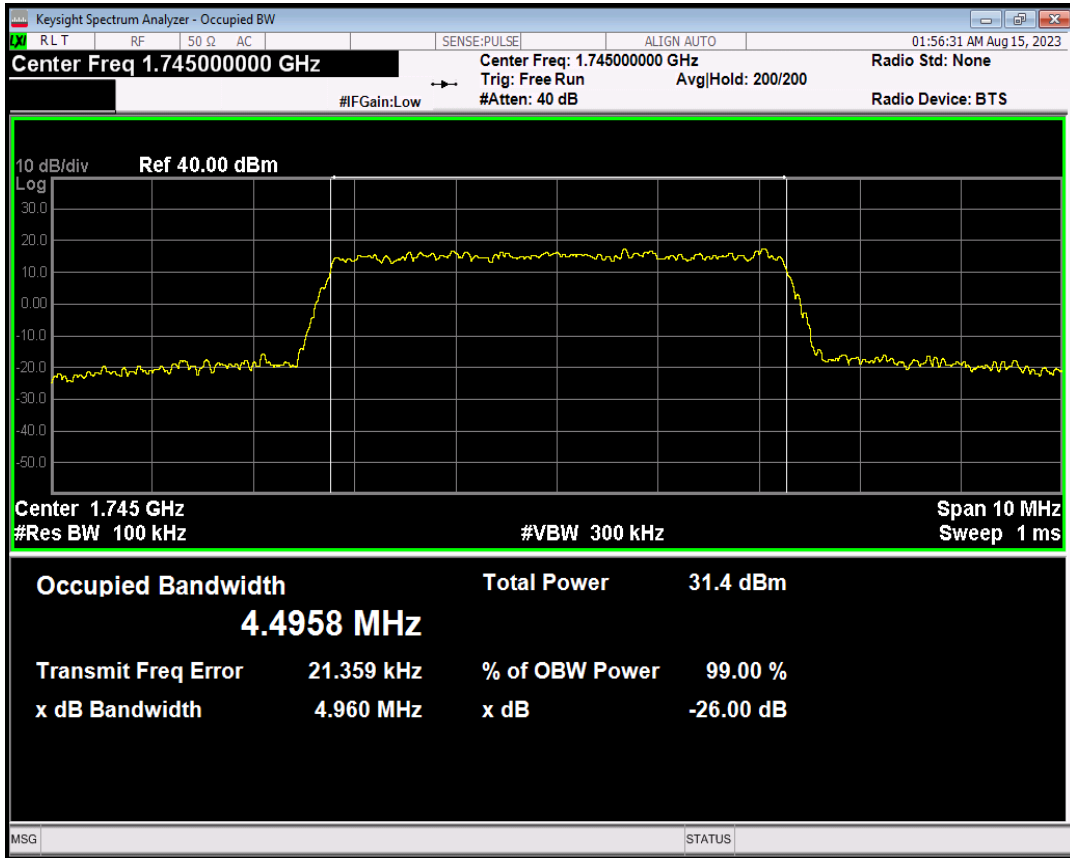 Keysight Spectrum Analyzer - Occupied BW
LXI RLT RF 50 Ω AC SENSE:PULSE ALIGN AUTO 01:56:31 AM Aug 15, 2023
Center Freq 1.745000000 GHz Center Freq: 1.745000000 GHz Radio Std: None
Trig: Free Run Avg|Hold: 200/200
#IFGain:Low #Atten: 40 dB Radio Device: BTS
10 dB/div Ref 40.00 dBm
Log
30.0
20.0
10.0
0.00
-10.0
-20.0
-30.0
-40.0
-50.0
Center 1.745 GHz Span 10 MHz
#Res BW 100 kHz #VBW 300 kHz Sweep 1 ms
Occupied Bandwidth Total Power 31.4 dBm
4.4958 MHz
Transmit Freq Error 21.359 kHz % of OBW Power 99.00 %
x dB Bandwidth 4.960 MHz x dB -26.00 dB
MSG STATUS